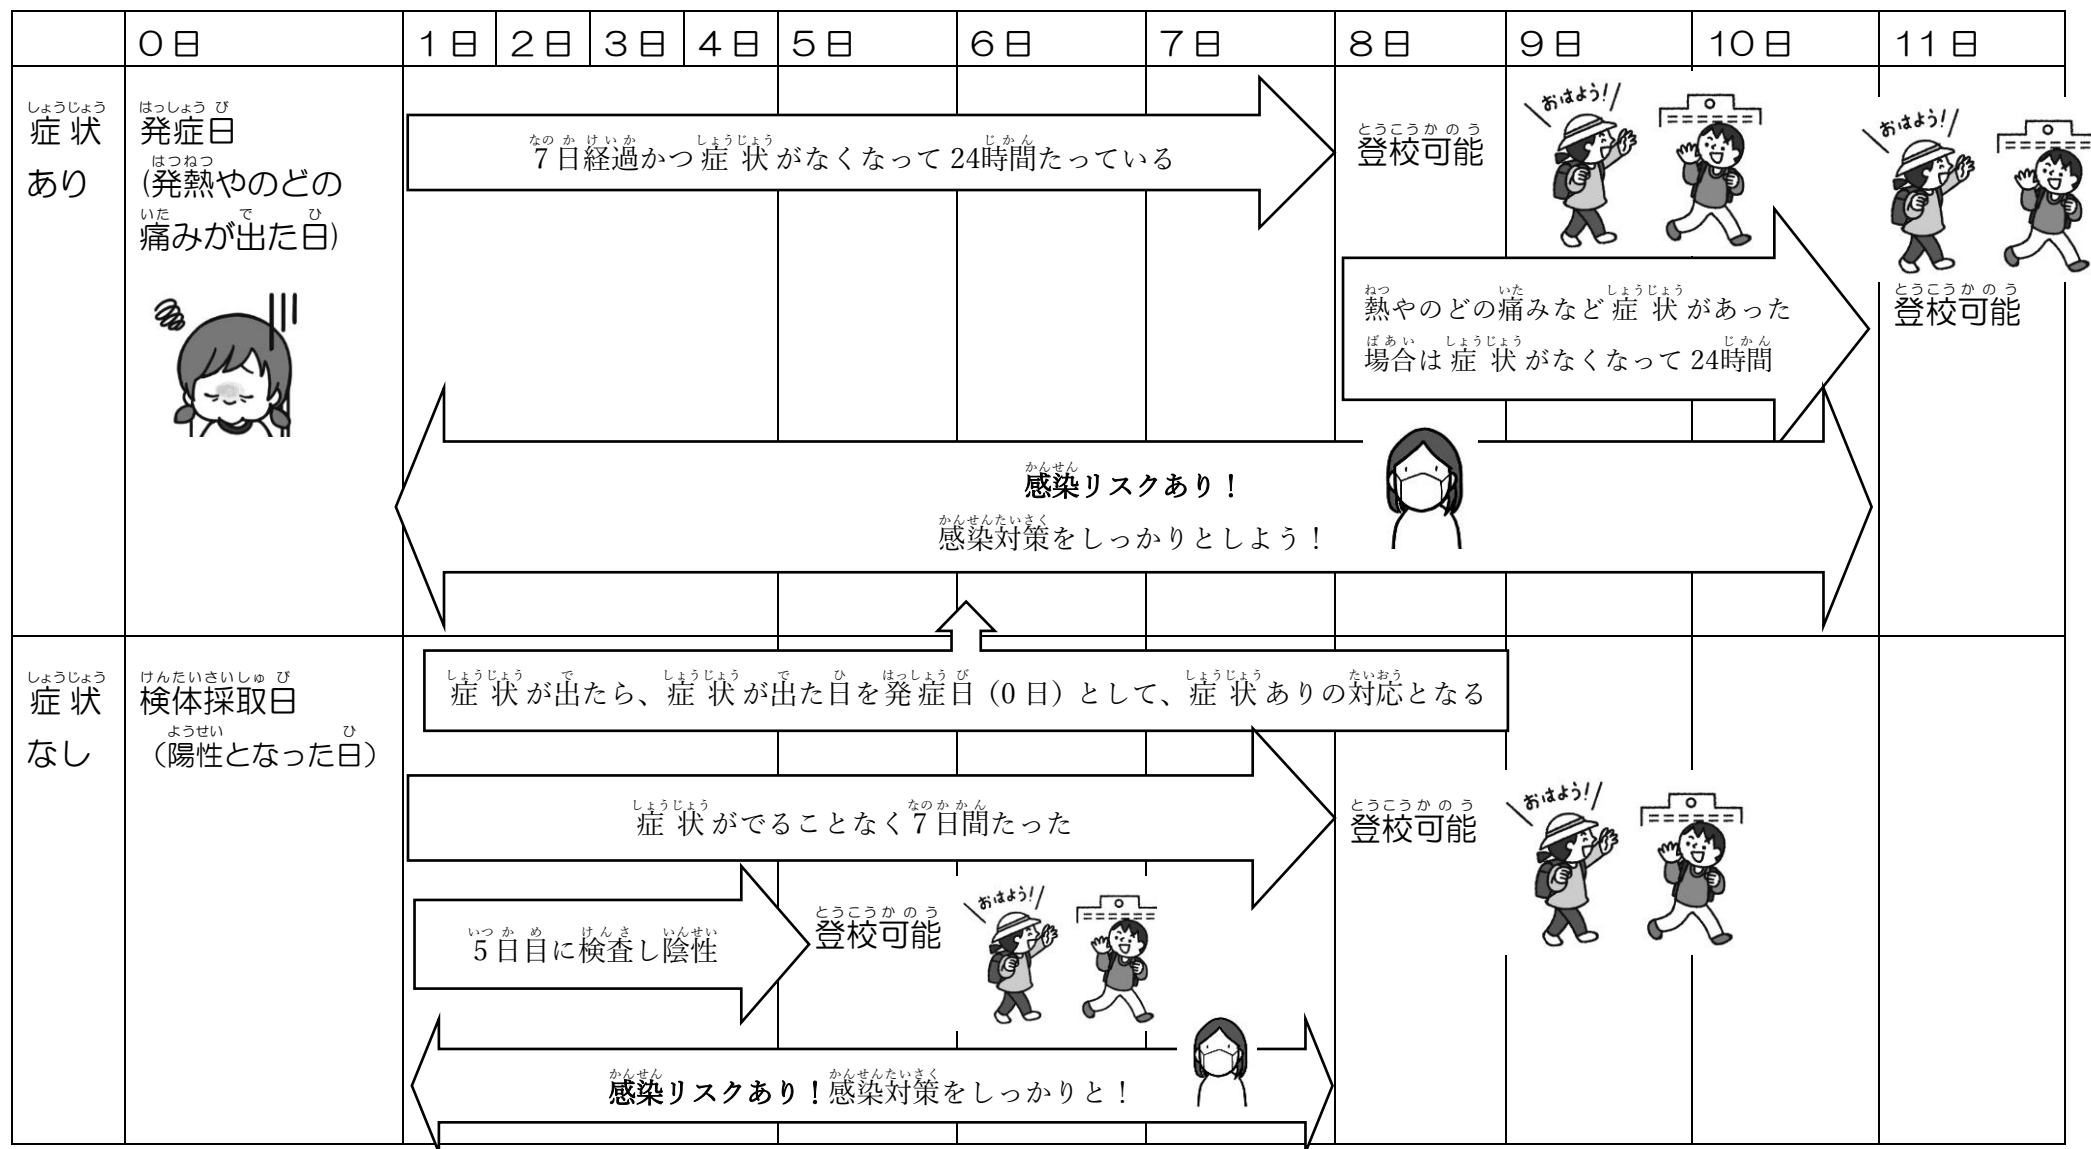 0日 1日 2日 3日 4日 5日 6日 7日 8日 9日 10日 11日
しょうじょう
症状
あり
はっしょう び
発症日
はつねつ
(発熱やのどの
いた で ひ
痛みが出た日)
なの か けい か しょうじょう じ かん
7日経過かつ症状がなくなって24時間たっている
とうこう か のう
登校可能
おはよう!
おはよう!
ねつ いた しょうじょう
熱やのどの痛みなど症状があった
ば あい しょうじょう じ かん
場合は症状がなくなって24時間
とうこう か のう
登校可能
かんせん
感染リスクあり！
かんせんたいさく
感染対策をしっかりとしよう！
しょうじょう
症状
なし
けんたいさいしゅ び
検体採取日
ようせい ひ
（陽性となった日）
しょうじょう で しょうじょう で ひ はっしょう び しょうじょう たいおう
症状が出たら、症状が出た日を発症日（0日）として、症状ありの対応となる
しょうじょう なの か かん
症状がでることなく７日間たった
とうこう か のう
登校可能
おはよう!
いつ か め けん さ いんせい
5日目に検査し陰性
とうこう か のう
登校可能
おはよう!
かんせん かんせんたいさく
感染リスクあり！感染対策をしっかりと！